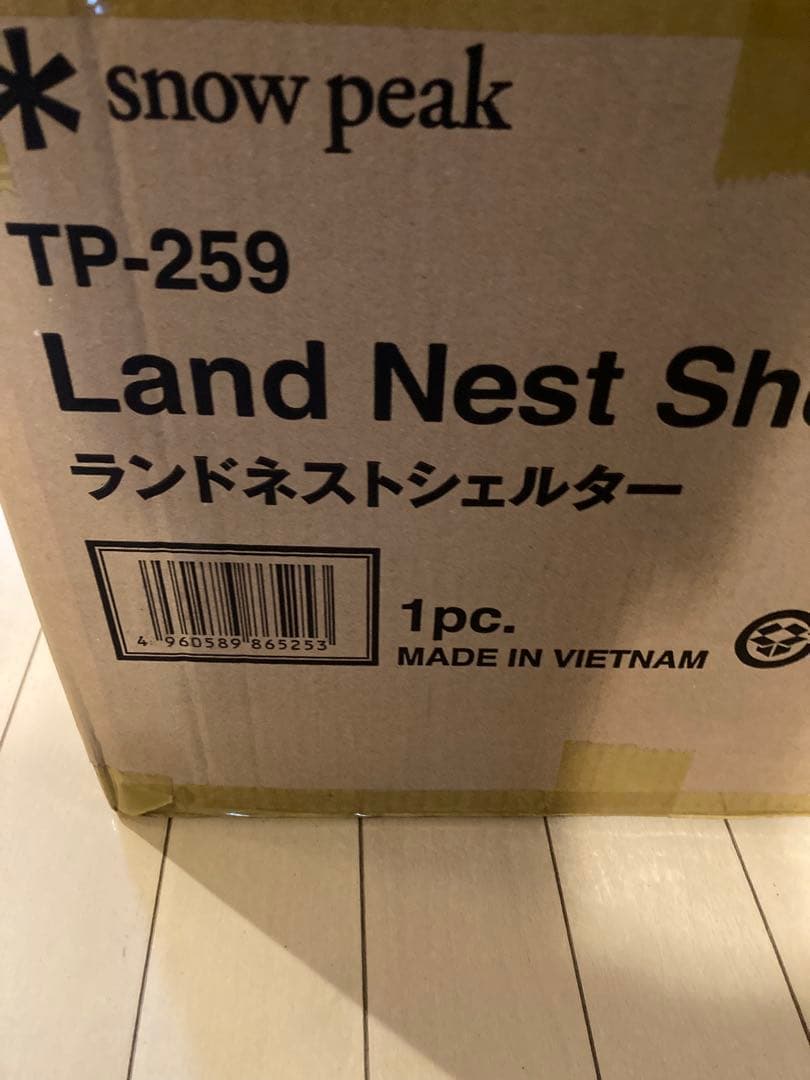 snow peak
TP-259
Land Nest Sh
ランドネストシェルター
4 960589 865253
1pc.
MADE IN VIETNAM